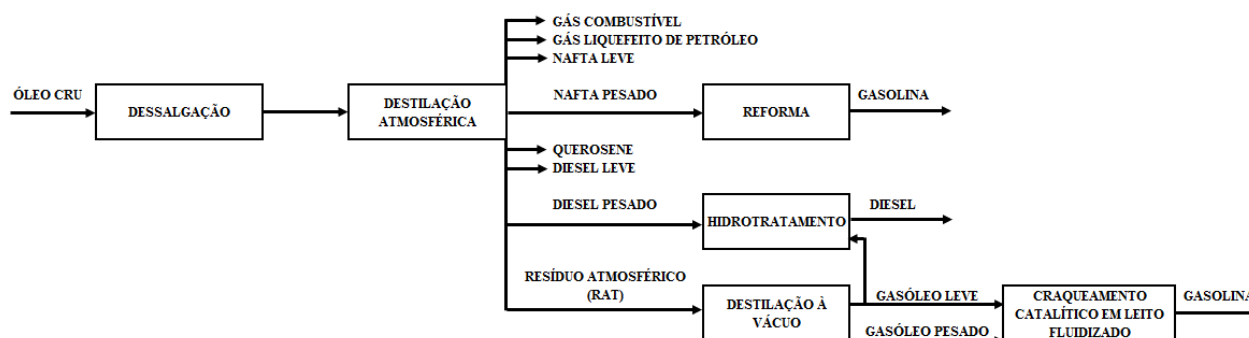 GÁS COMBUSTÍVEL
GÁS LIQUEFEITO DE PETRÓLEO
NAFTA LEVE
ÓLEO CRU
DESSALGAÇÃO
DESTILAÇÃO
ATMOSFÉRICA
NAFTA PESADO
REFORMA
GASOLINA
QUEROSENE
DIESEL LEVE
DIESEL PESADO
HIDROTRATAMENTO
DIESEL
RESÍDUO ATMOSFÉRICO
(RAT)
DESTILAÇÃO À
VÁCUO
GASÓLEO LEVE
GASÓLEO PESADO
CRAQUEAMENTO
CATALÍTICO EM LEITO
FLUIDIZADO
GASOLINA